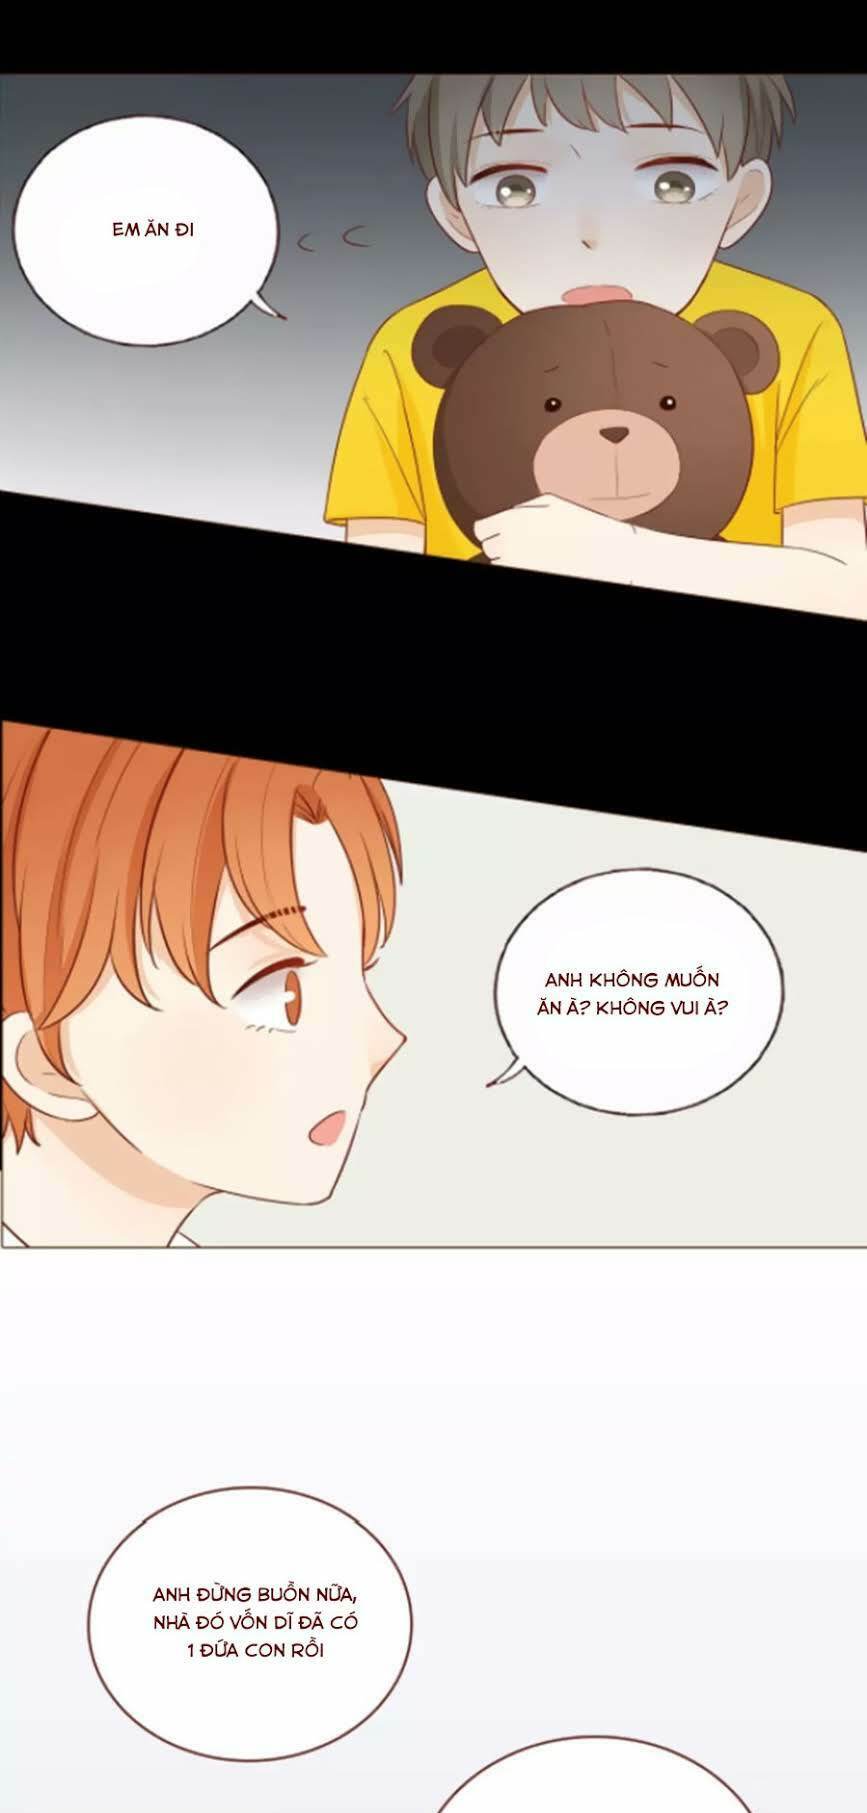 EM ĂN ĐI
ANH KHÔNG MUỐN
ĂN À? KHÔNG VUI À?
ANH ĐỪNG BUỒN NỮA,
NHÀ ĐÓ VỐN DĨ ĐÃ CÓ
1 ĐỨA CON RỒI